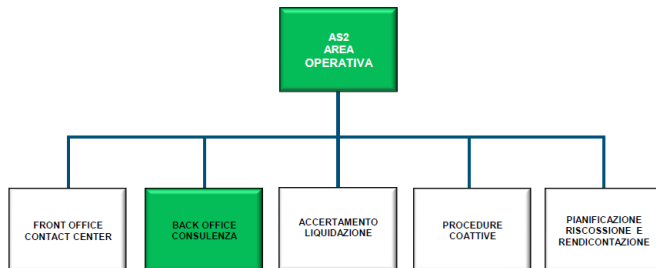 AS2
AREA
OPERATIVA
FRONT OFFICE
CONTACT CENTER
BACK OFFICE
CONSULENZA
ACCERTAMENTO
LIQUIDAZIONE
PROCEDURE
COATTIVE
PIANIFICAZIONE
RISCOSSIONE E
RENDICONTAZIONE